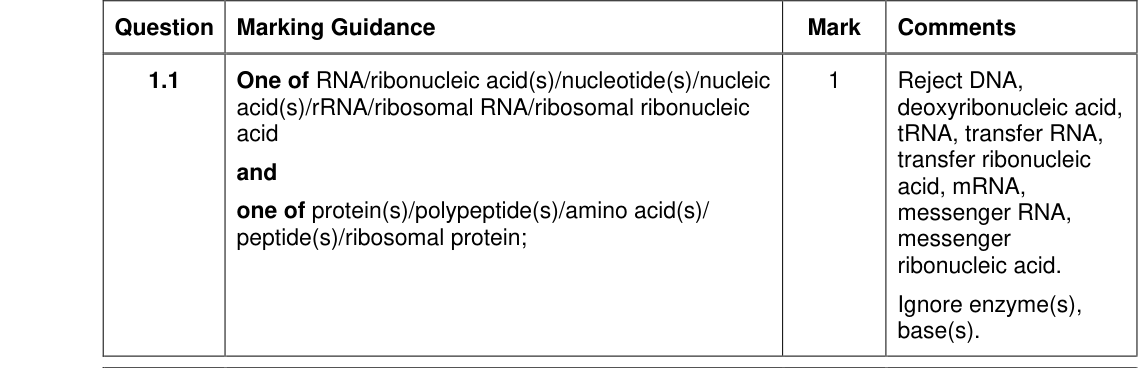 Question Marking Guidance Mark Comments
1.1 One of RNA/ribonucleic acid(s)/nucleotide(s)/nucleic acid(s)/rRNA/ribosomal RNA/ribosomal ribonucleic acid
and
one of protein(s)/polypeptide(s)/amino acid(s)/
peptide(s)/ribosomal protein;
1
Reject DNA,
deoxyribonucleic acid,
tRNA, transfer RNA,
transfer ribonucleic
acid, mRNA,
messenger RNA,
messenger
ribonucleic acid.
Ignore enzyme(s),
base(s).